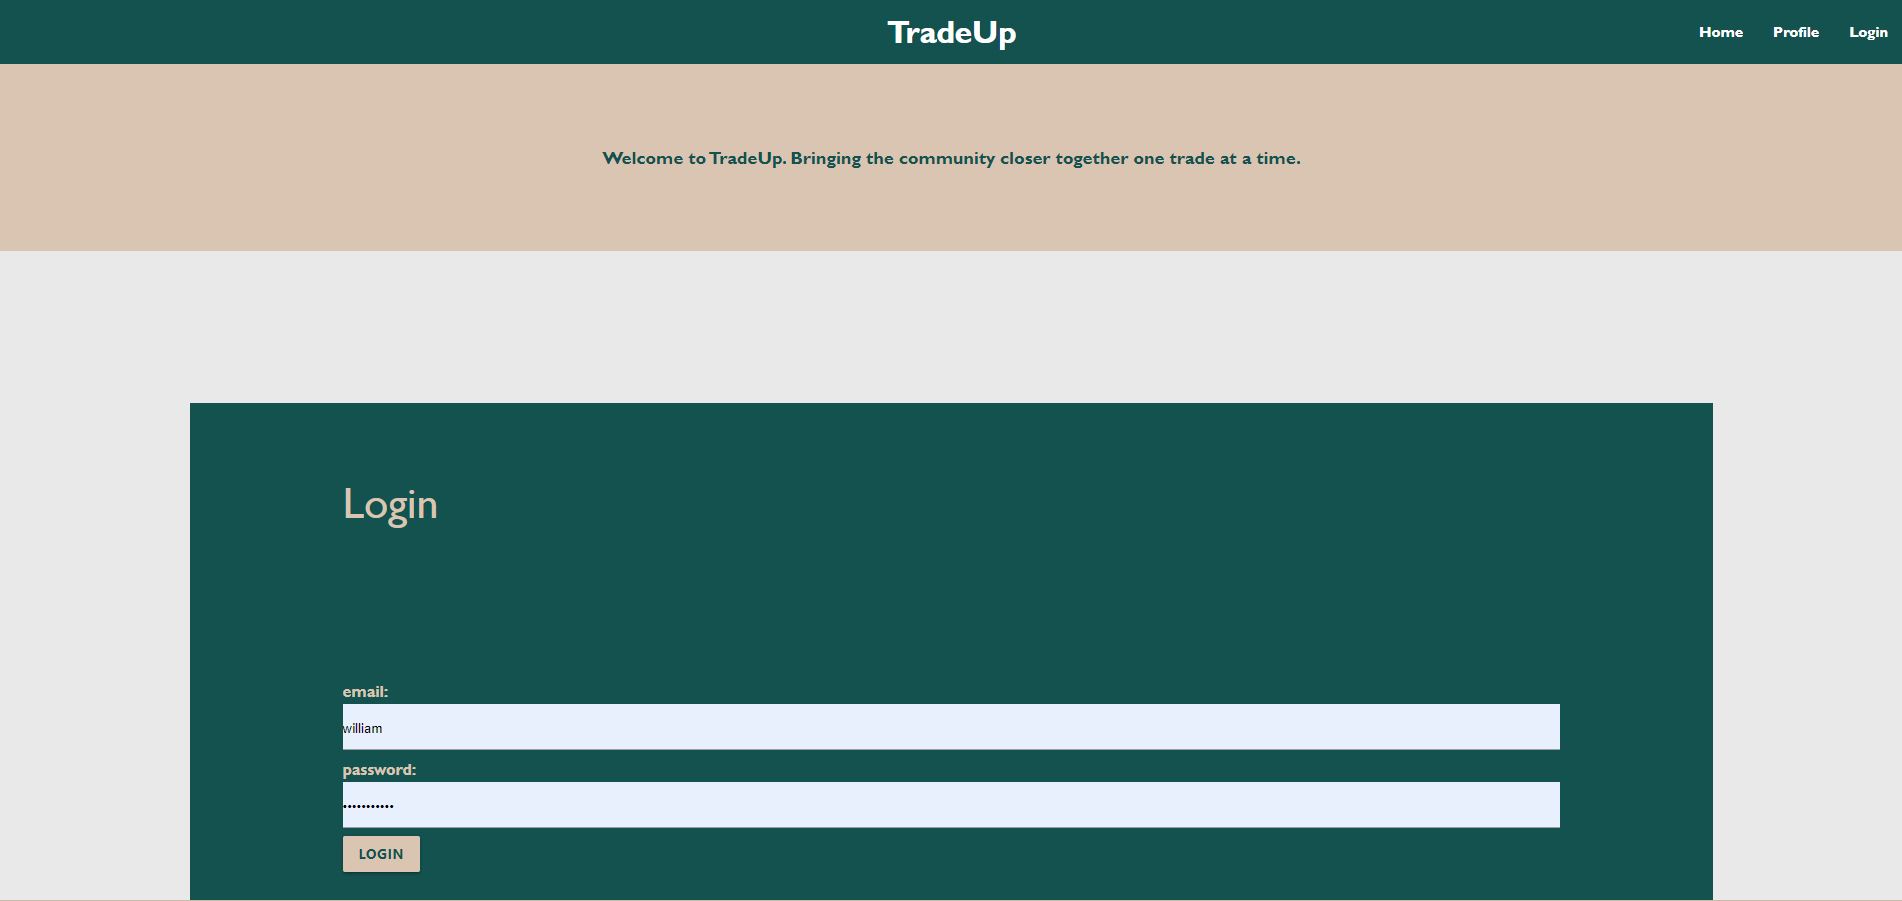 TradeUp
Home Profile Login
Welcome to TradeUp. Bringing the community closer together one trade at a time.
Login
email:
william
password:
...........
LOGIN